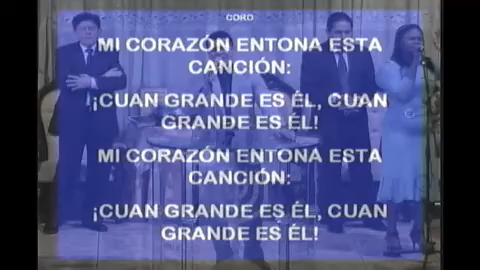 CORO
MI CORAZÓN ENTONA ESTA
CANCIÓN:
¡CUAN GRANDE ES ÉL, CUAN
GRANDE ES ÉL!
MI CORAZÓN ENTONA ESTA
CANCIÓN:
¡CUAN GRANDE ES ÉL, CUAN
GRANDE ES ÉL!